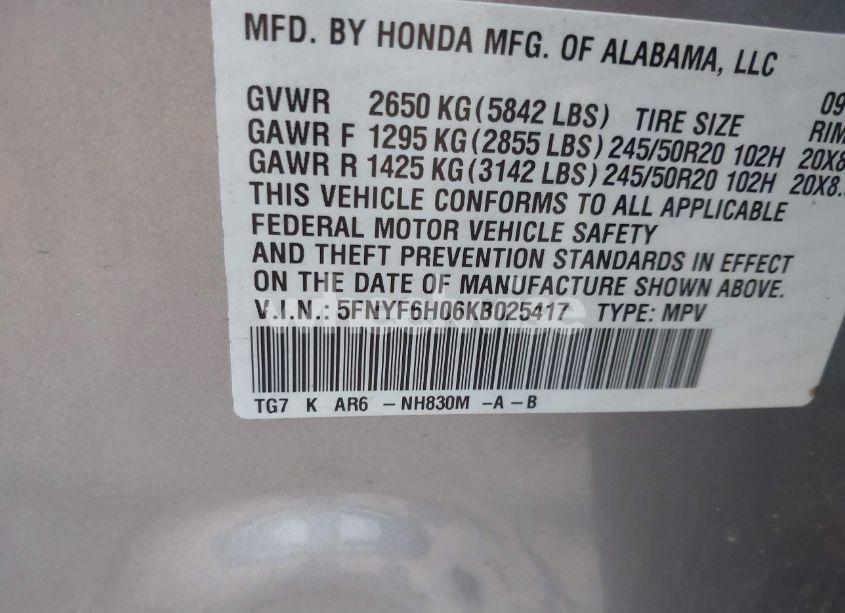 MFD. BY HONDA MFG. OF ALABAMA, LLC
09
GVWR 2650 KG (5842 LBS) TIRE SIZE RIM
GAWR F 1295 KG (2855 LBS) 245/50R20 102H 20X8
GAWR R 1425 KG (3142 LBS) 245/50R20 102H 20X8.
THIS VEHICLE CONFORMS TO ALL APPLICABLE
FEDERAL MOTOR VEHICLE SAFETY
AND THEFT PREVENTION STANDARDS IN EFFECT
ON THE DATE OF MANUFACTURE SHOWN ABOVE.
V.I.N.: 5FNYF6H06KB025417 TYPE: MPV
TG7 K AR6 - NH830M - A - B